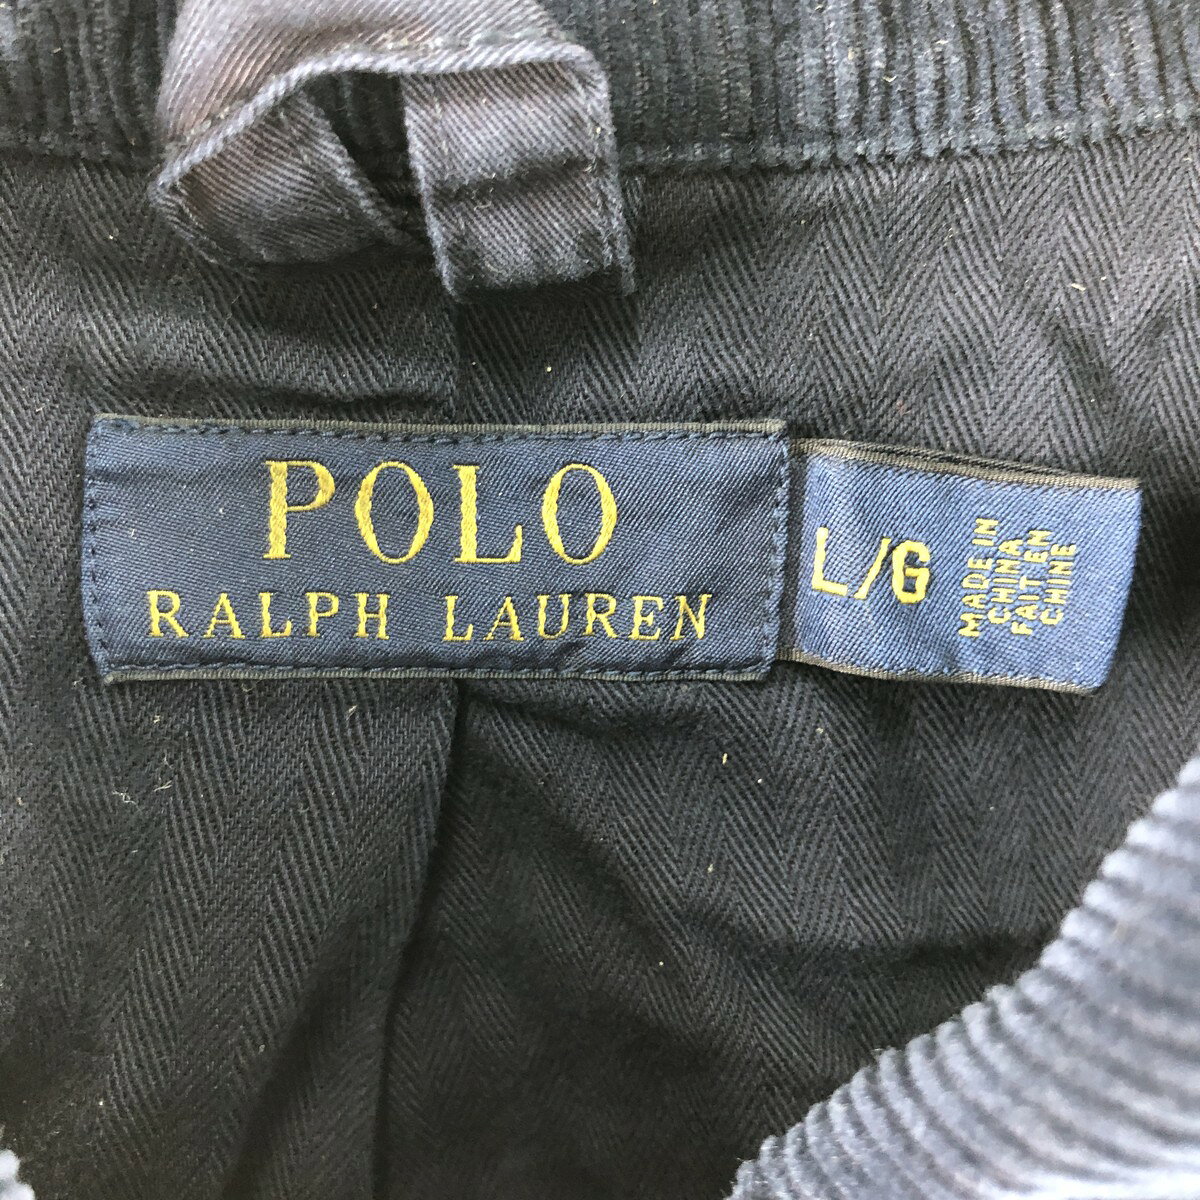 POLO
RALPH LAUREN
L/G
MADE IN
CHINA
FAIT EN
CHINE